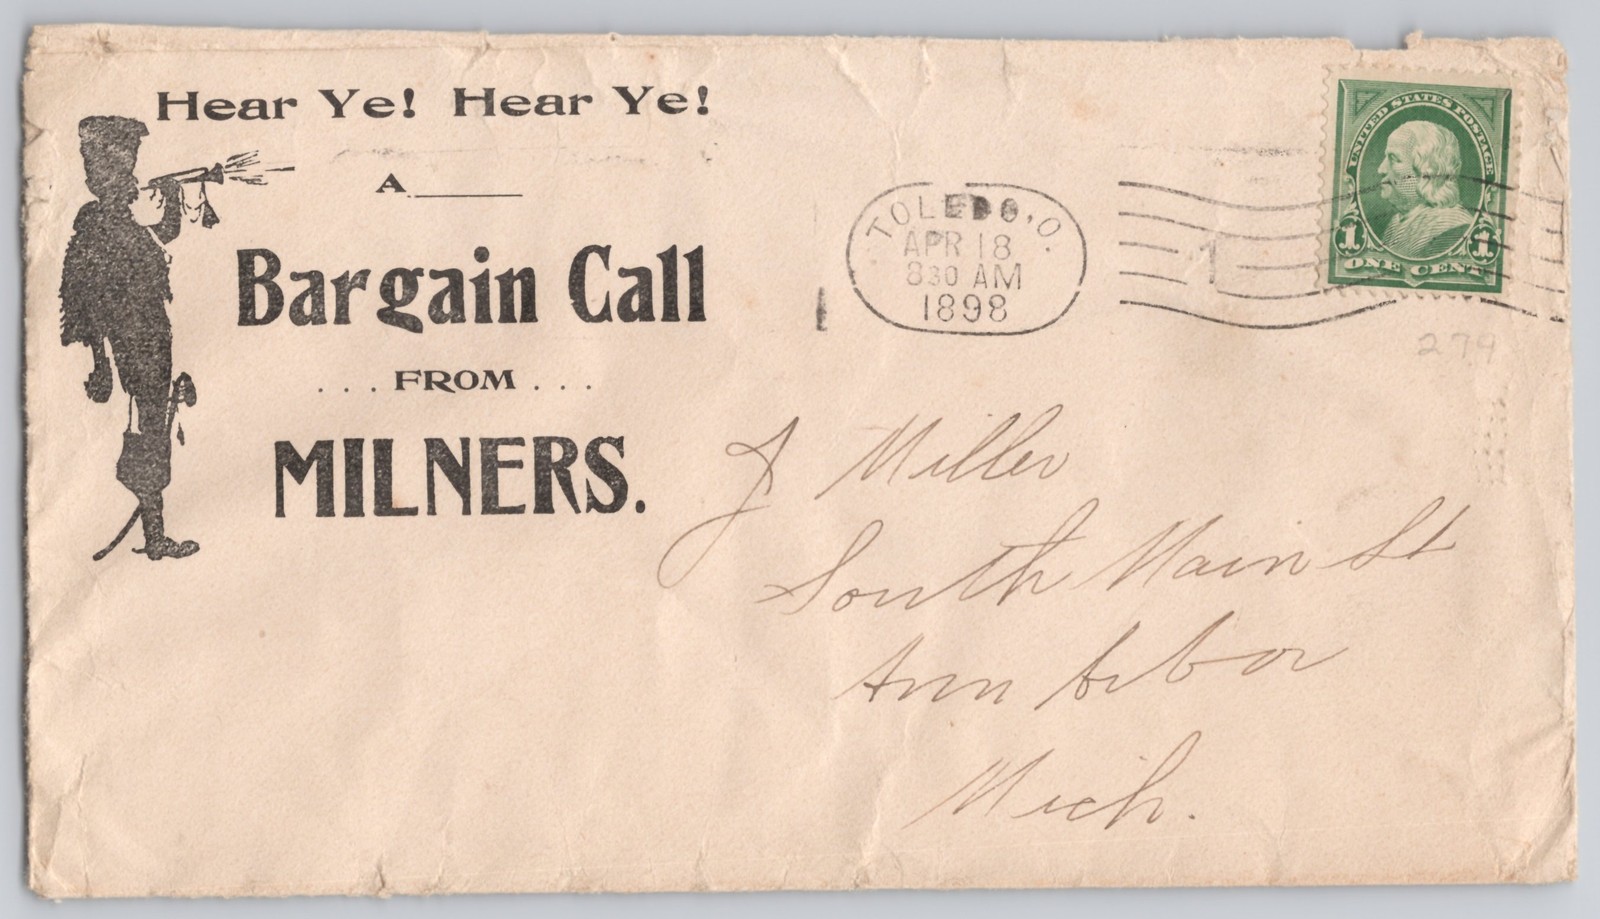 Hear Ye! Hear Ye!
A
Bargain Call
...FROM...
MILNERS.
TOLEDO, O.
APR 18
830 AM
1898
1
UNITED STATES POSTAGE
1 1
ONE CENT
279
J Miller
South Main St
Ann Arbor
Mich.